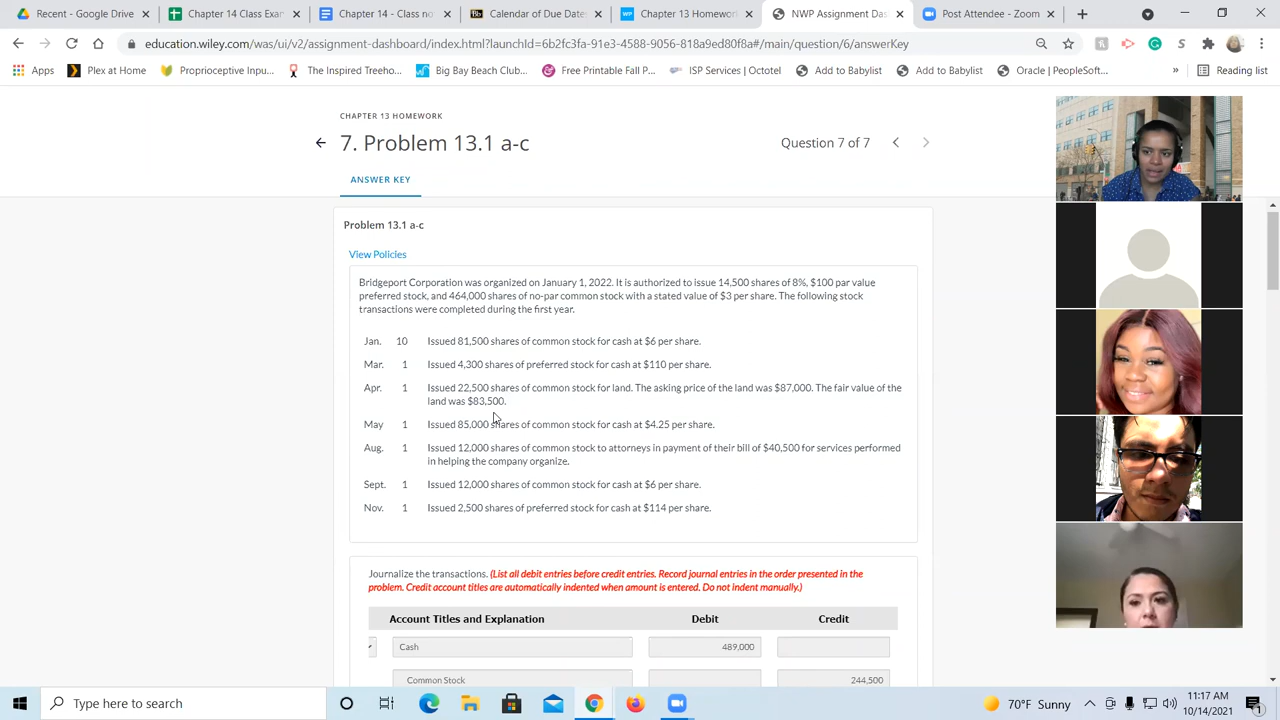 Record and Progres
Chapter 14 Class Exan
Calendar of Due Dates
Chapter 13 Homewor
NWP Assignment Das
Post Attendee - Zoom
education.wiley.com/was/ui/v2/assignment-dashboard/index.html?launchId=6b2fc3fa-91e3-4588-9056-818a9cd80f8a#/main/question/6/answerKey
Apps
Plex at Home
Proprioceptive Inpu...
The Inspired Treeho...
Big Bay Beach Club...
Free Printable Fall P...
ISP Services | Octotel
Add to Babylist
Add to Babylist
Oracle | PeopleSoft...
»
Reading list
CHAPTER 13 HOMEWORK
7. Problem 13.1 a-c
Question 7 of 7
ANSWER KEY
Problem 13.1 a-c
View Policies
Bridgeport Corporation was organized on January 1, 2022. It is authorized to issue 14,500 shares of 8%, $100 par value
preferred stock, and 464,000 shares of no-par common stock with a stated value of $3 per share. The following stock
transactions were completed during the first year.
Jan. 10 Issued 81,500 shares of common stock for cash at $6 per share.
Mar. 1 Issued 4,300 shares of preferred stock for cash at $110 per share.
Apr. 1 Issued 22,500 shares of common stock for land. The asking price of the land was $87,000. The fair value of the
land was $83,500.
May 1 Issued 85,000 shares of common stock for cash at $4.25 per share.
Aug. 1 Issued 12,000 shares of common stock to attorneys in payment of their bill of $40,500 for services performed
in helping the company organize.
Sept. 1 Issued 12,000 shares of common stock for cash at $6 per share.
Nov. 1 Issued 2,500 shares of preferred stock for cash at $114 per share.
Journalize the transactions. (List all debit entries before credit entries. Record journal entries in the order presented in the
problem. Credit account titles are automatically indented when amount is entered. Do not indent manually.)
Account Titles and Explanation Debit Credit
Cash 489,000
Common Stock 244,500
Type here to search
70°F Sunny
11:17 AM
10/14/2021
1